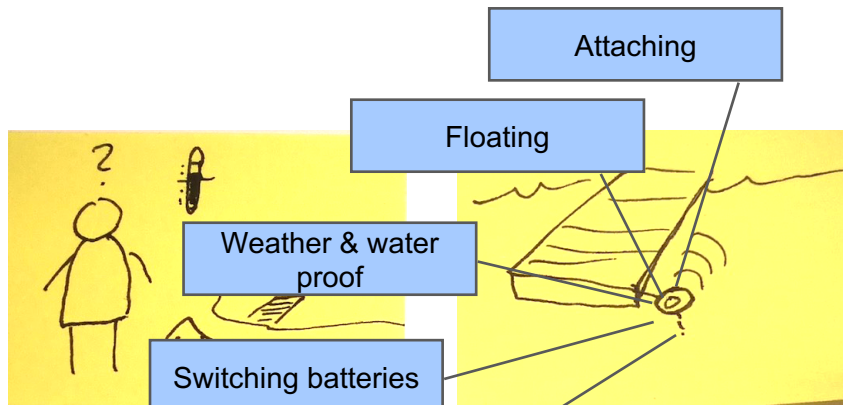 Attaching
Floating
?
Weather & water
proof
Switching batteries